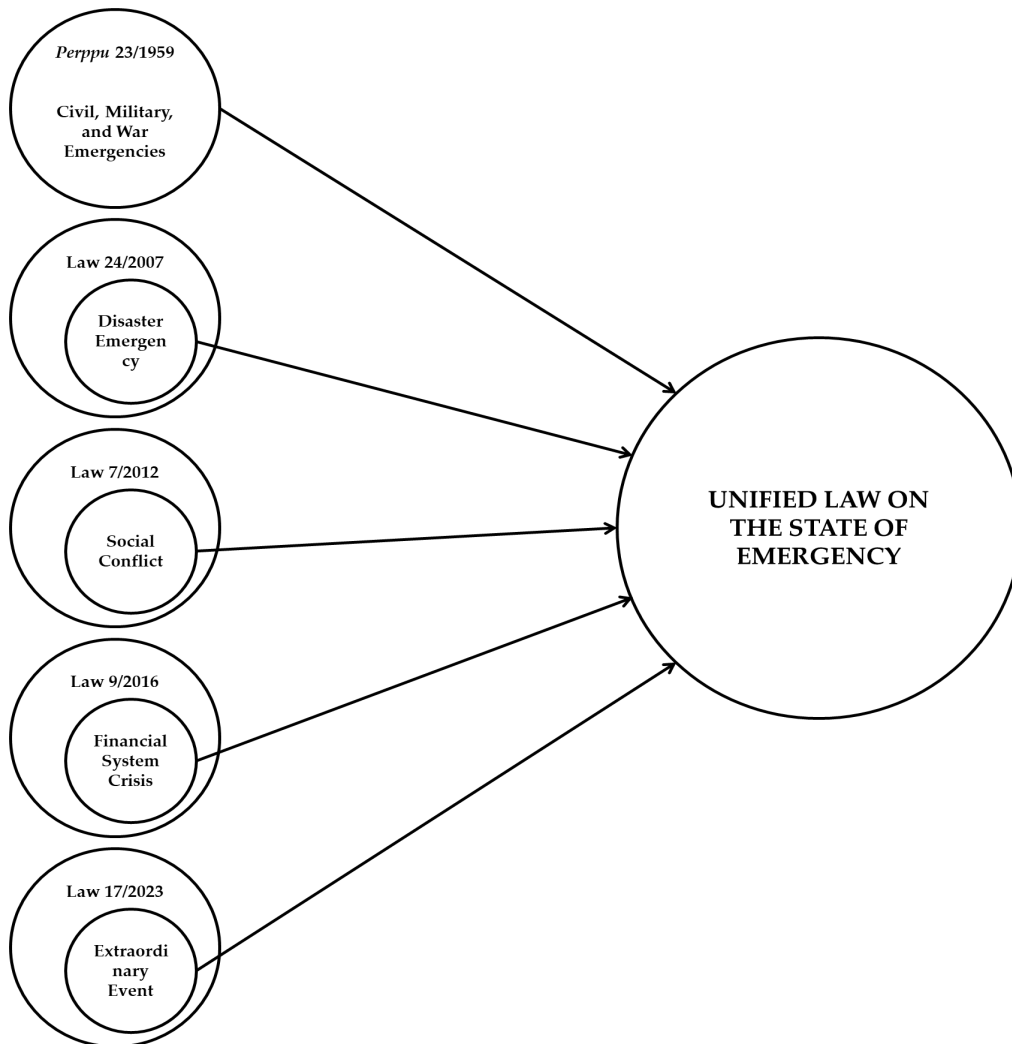 Perppu 23/1959
Civil, Military,
and War
Emergencies
Law 24/2007
Disaster
Emergen
cy
Law 7/2012
Social
Conflict
Law 9/2016
Financial
System
Crisis
Law 17/2023
Extraordi
nary
Event
UNIFIED LAW ON
THE STATE OF
EMERGENCY